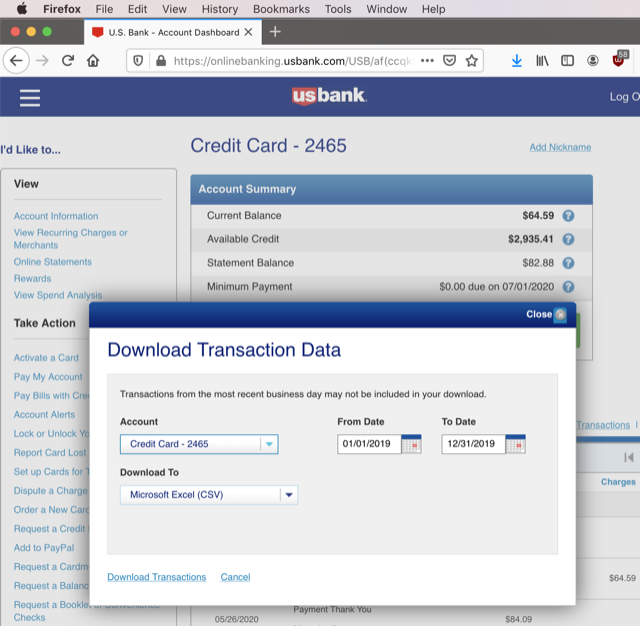 Firefox File Edit View History Bookmarks Tools Window Help
U.S. Bank - Account Dashboard
https://onlinebanking.usbank.com/USB/af(ccqk
58
usbank
Log O
I'd Like to...
Credit Card - 2465
Add Nickname
View
Account Information
View Recurring Charges or
Merchants
Online Statements
Rewards
View Spend Analysis
Take Action
Activate a Card
Pay My Account
Pay Bills with Cre
Account Alerts
Lock or Unlock Yo
Report Card Lost
Set up Cards for
Dispute a Charge
Order a New Card
Request a Credit
Add to PayPal
Request a Cardm
Request a Balanc
Request a Bookle
Checks
Account Summary
Current Balance $64.59
Available Credit $2,935.41
Statement Balance $82.88
Minimum Payment $0.00 due on 07/01/2020
Close
Download Transaction Data
Transactions from the most recent business day may not be included in your download.
Account
Credit Card - 2465
From Date
01/01/2019
To Date
12/31/2019
Download To
Microsoft Excel (CSV)
Download Transactions Cancel
Transactions
Charges
$64.59
Payment Thank You
05/26/2020 $84.09